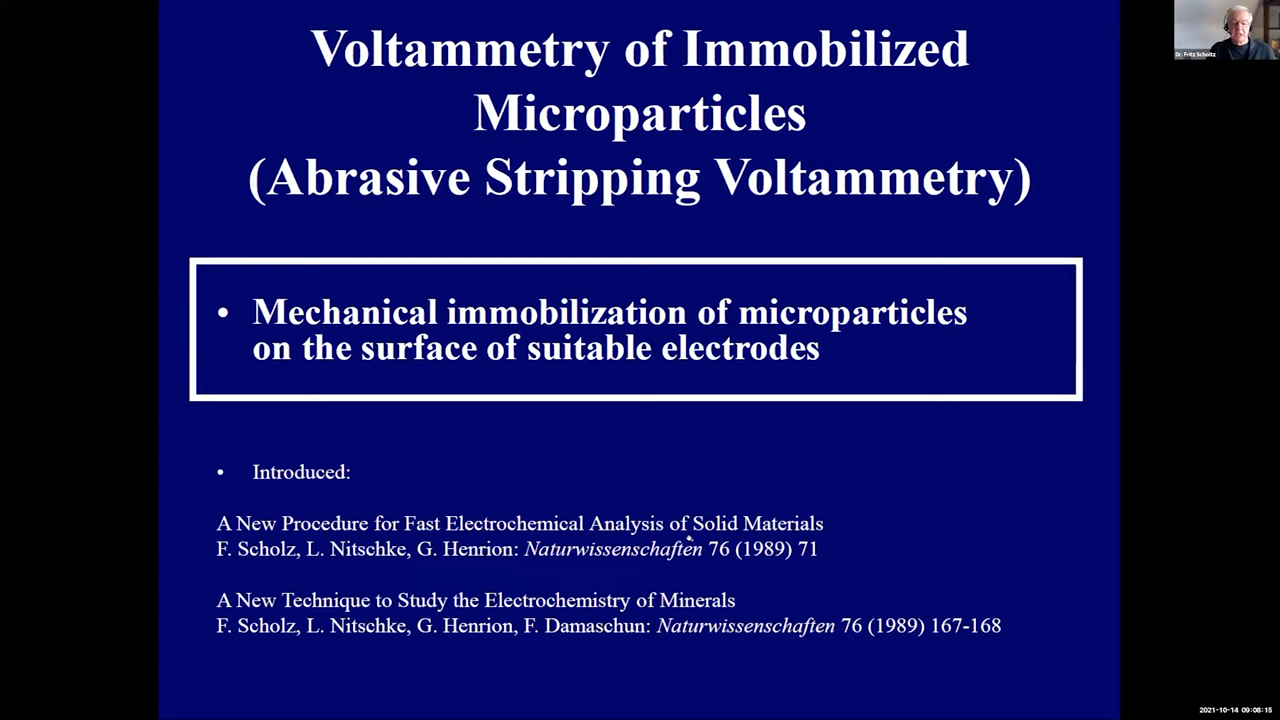 Voltammetry of Immobilized
Microparticles
(Abrasive Stripping Voltammetry)
• Mechanical immobilization of microparticles
on the surface of suitable electrodes
• Introduced:
A New Procedure for Fast Electrochemical Analysis of Solid Materials
F. Scholz, L. Nitschke, G. Henrion: Naturwissenschaften 76 (1989) 71
A New Technique to Study the Electrochemistry of Minerals
F. Scholz, L. Nitschke, G. Henrion, F. Damaschun: Naturwissenschaften 76 (1989) 167-168
Dr. Fritz Scholtz
2021-10-14 09:08:15